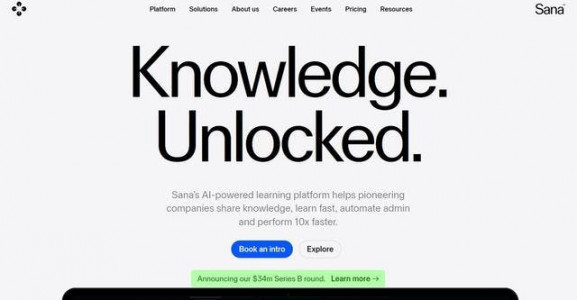 Platform Solutions About us Careers Events Pricing Resources Sana
Knowledge.
Unlocked.
Sana's AI-powered learning platform helps pioneering
companies share knowledge, learn fast, automate admin
and perform 10x faster.
Book an intro Explore
Announcing our $34m Series B round. Learn more →